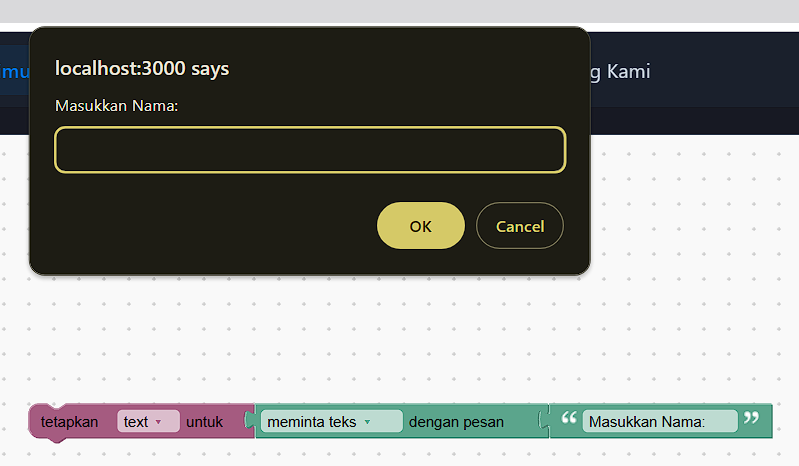 localhost:3000 says
mu
g Kami
Masukkan Nama:
OK Cancel
tetapkan text untuk meminta teks dengan pesan “ Masukkan Nama: ”